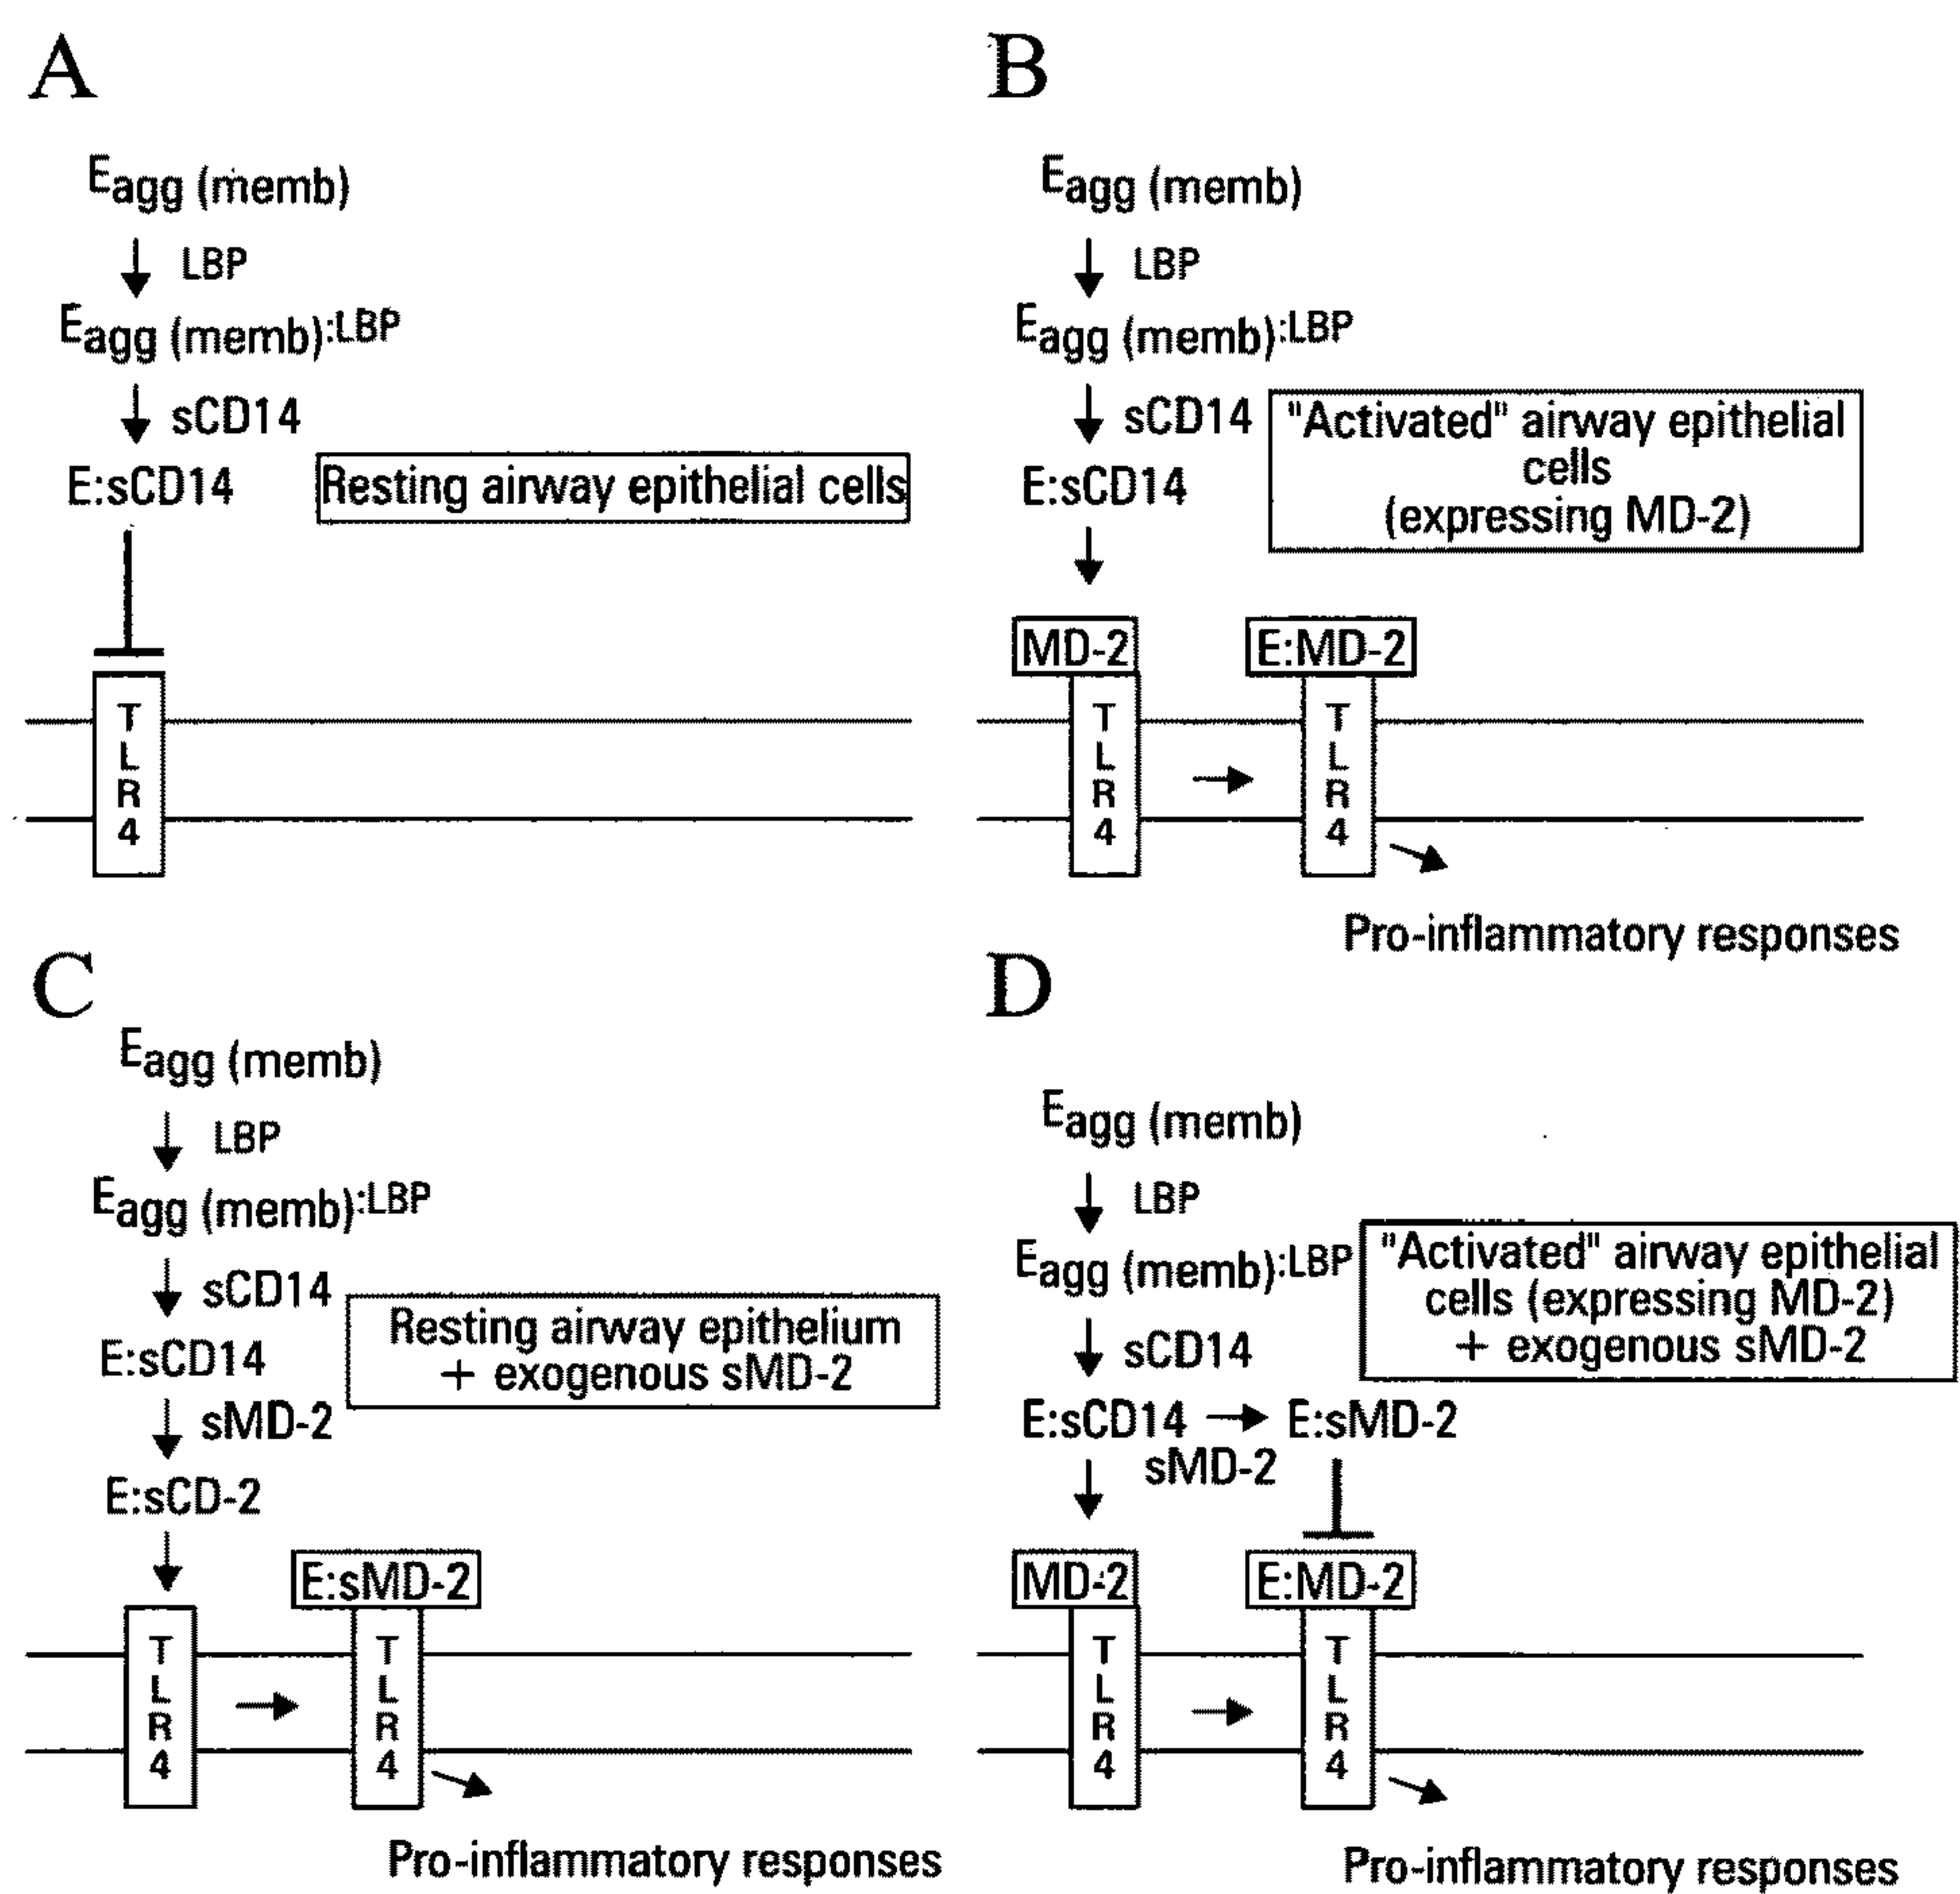 A
Eagg (memb)
LBP
Eagg (memb):LBP
sCD14
E:sCD14
Resting airway epithelial cells
T
L
R
4
B
Eagg (memb)
LBP
Eagg (memb):LBP
sCD14
"Activated" airway epithelial
cells
(expressing MD-2)
E:sCD14
MD-2
E:MD-2
T
L
R
4
T
L
R
4
Pro-inflammatory responses
C
Eagg (memb)
LBP
Eagg (memb):LBP
sCD14
Resting airway epithelium
+ exogenous sMD-2
E:sCD14
sMD-2
E:sCD-2
E:sMD-2
T
L
R
4
T
L
R
4
Pro-inflammatory responses
D
Eagg (memb)
LBP
Eagg (memb):LBP
"Activated" airway epithelial
cells (expressing MD-2)
+ exogenous sMD-2
sCD14
E:sCD14
E:sMD-2
sMD-2
MD-2
E:MD-2
T
L
R
4
T
L
R
4
Pro-inflammatory responses